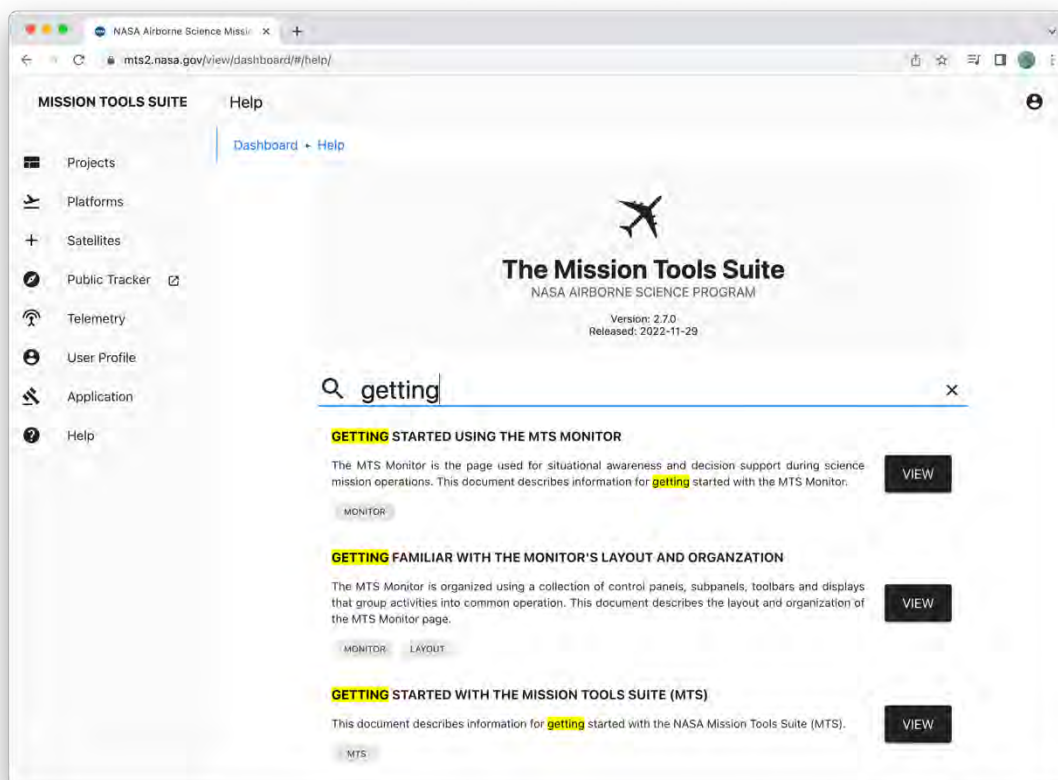 NASA Airborne Science Missio
mts2.nasa.gov/view/dashboard/#/help/
MISSION TOOLS SUITE
Help
Dashboard • Help
Projects
Platforms
Satellites
Public Tracker
Telemetry
User Profile
Application
Help
The Mission Tools Suite
NASA AIRBORNE SCIENCE PROGRAM
Version: 2.7.0
Released: 2022-11-29
getting
GETTING STARTED USING THE MTS MONITOR
The MTS Monitor is the page used for situational awareness and decision support during science
mission operations. This document describes information for getting started with the MTS Monitor.
VIEW
MONITOR
GETTING FAMILIAR WITH THE MONITOR'S LAYOUT AND ORGANZATION
The MTS Monitor is organized using a collection of control panels, subpanels, toolbars and displays
that group activities into common operation. This document describes the layout and organization of
the MTS Monitor page.
VIEW
MONITOR LAYOUT
GETTING STARTED WITH THE MISSION TOOLS SUITE (MTS)
This document describes information for getting started with the NASA Mission Tools Suite (MTS).
VIEW
MTS